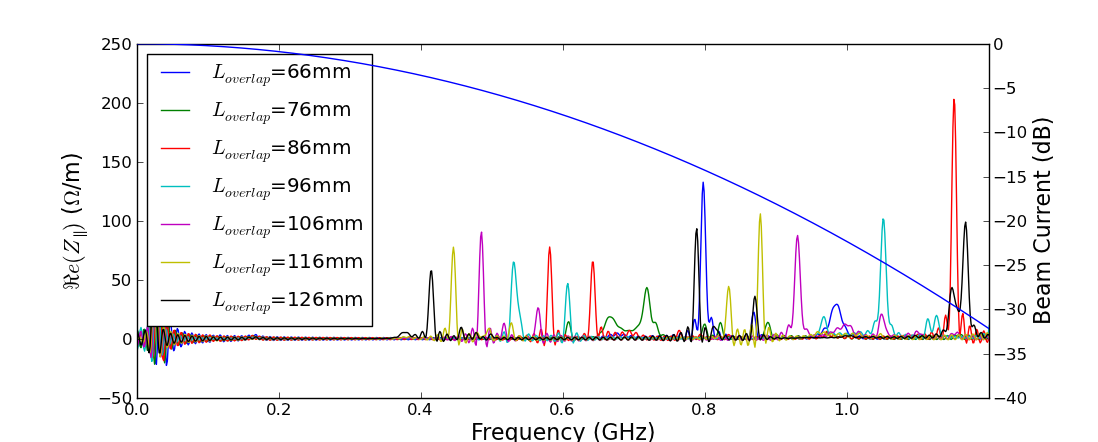 250
200
150
100
50
0
−50
ℜe(Z∥) (Ω/m)
L_overlap=66mm
L_overlap=76mm
L_overlap=86mm
L_overlap=96mm
L_overlap=106mm
L_overlap=116mm
L_overlap=126mm
0
−5
−10
−15
−20
−25
−30
−35
−40
Beam Current (dB)
0.0 0.2 0.4 0.6 0.8 1.0
Frequency (GHz)